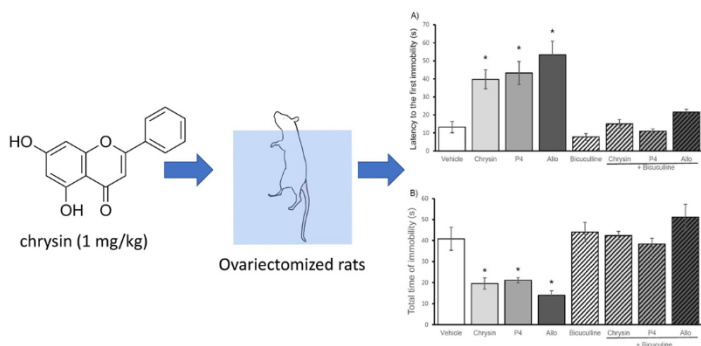 A)
Latency to the first immobility (s)
70
60
50
40
30
20
10
0
*
*
*
Vehicle Chrysin P4 Allo Bicuculline Chrysin P4 Allo
+ Bicuculline
HO
O
OH O
chrysin (1 mg/kg)
Ovariectomized rats
B)
Total time of immobility (s)
60
50
40
30
20
10
0
*
*
*
Vehicle Chrysin P4 Allo Bicuculline Chrysin P4 Allo
+ Bicuculine